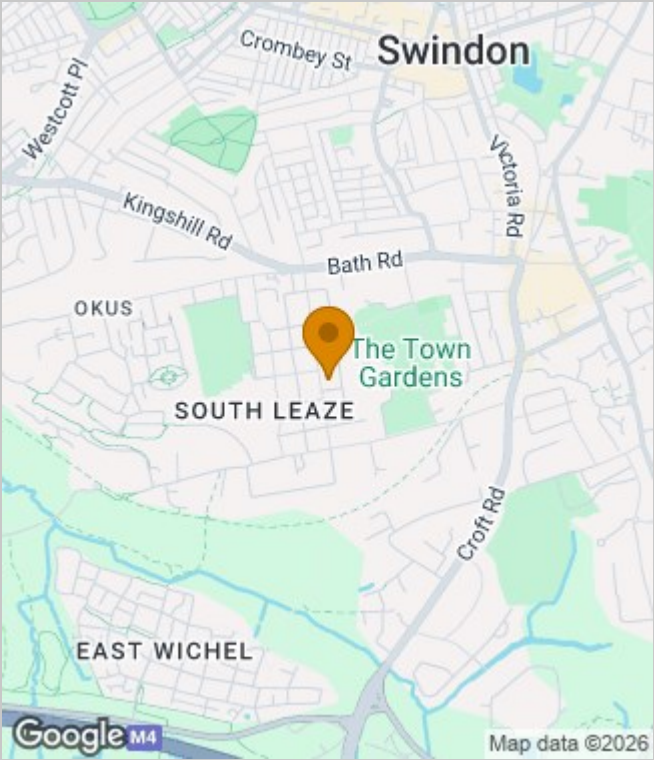 Crombey St
Swindon
Westcott Pl
Victoria Rd
Kingshill Rd
Bath Rd
OKUS
The Town
Gardens
SOUTH LEAZE
Croft Rd
EAST WICHEL
Google
M4
Map data ©2026